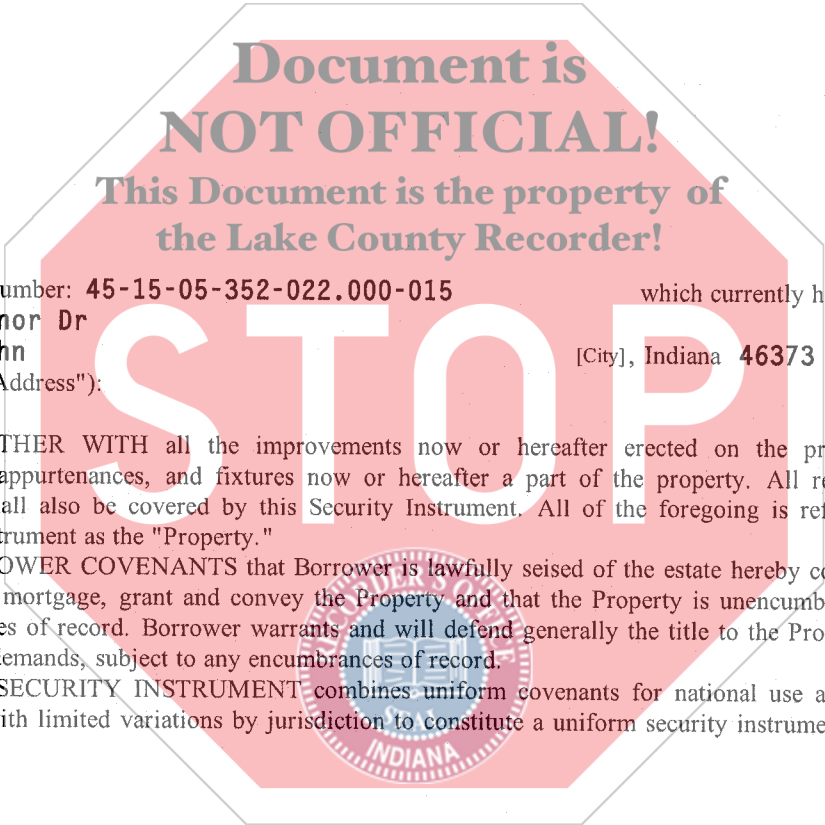 Document is
NOT OFFICIAL!
This Document is the property of
the Lake County Recorder!
umber: 45-15-05-352-022.000-015 which currently h
nor Dr
hn [City], Indiana 46373
Address"):
STOP
THER WITH all the improvements now or hereafter erected on the pr
appurtenances, and fixtures now or hereafter a part of the property. All re
all also be covered by this Security Instrument. All of the foregoing is ref
trument as the "Property."
OWER COVENANTS that Borrower is lawfully seised of the estate hereby co
mortgage, grant and convey the Property and that the Property is unencumb
es of record. Borrower warrants and will defend generally the title to the Pro
emands, subject to any encumbrances of record.
SECURITY INSTRUMENT combines uniform covenants for national use a
ith limited variations by jurisdiction to constitute a uniform security instrume
RECORDER'S OFFICE
SEAL
INDIANA